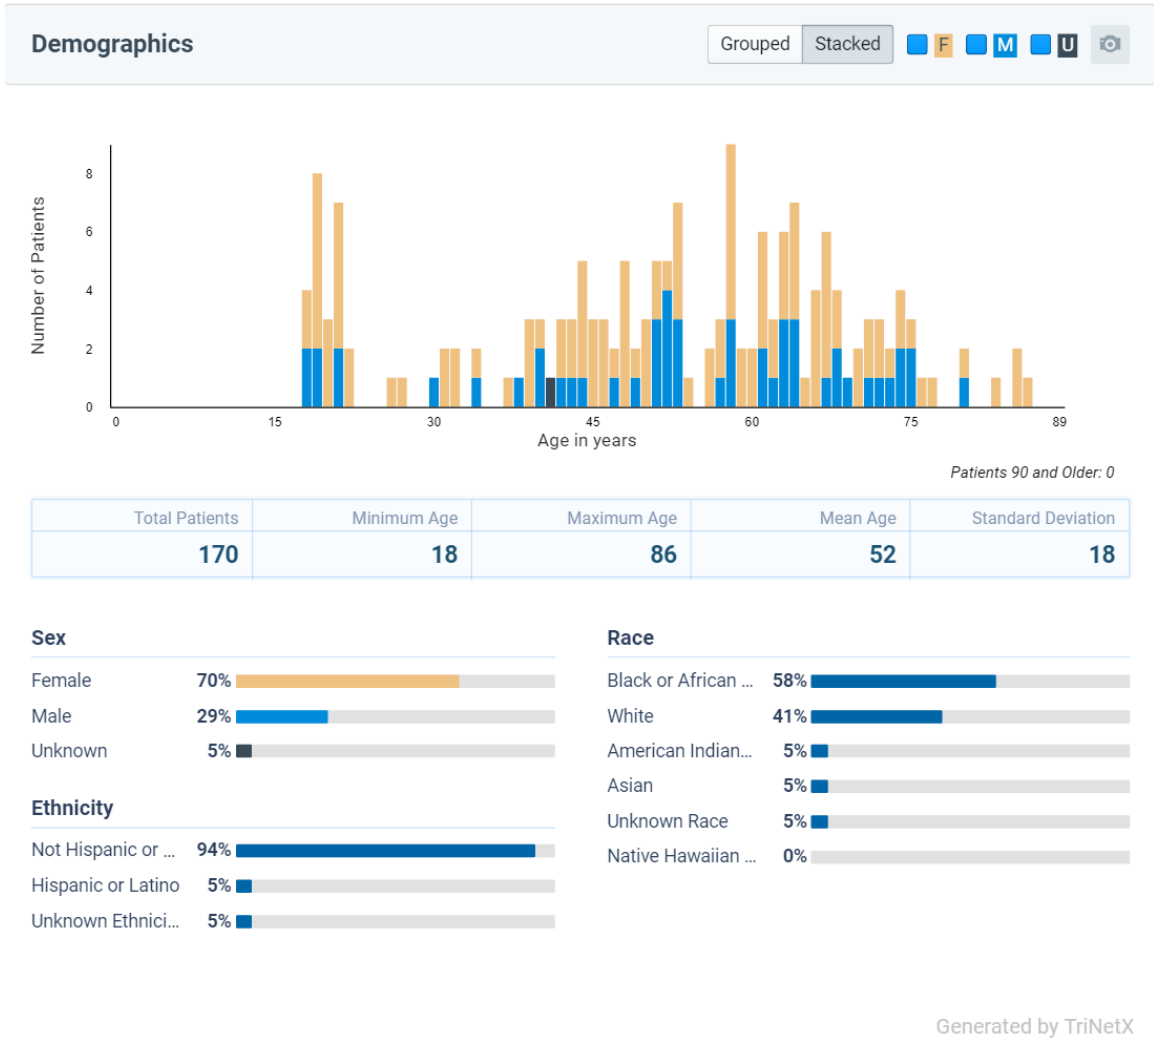 Demographics
Grouped Stacked F M U
Number of Patients
8
6
4
2
0
0 15 30 45 60 75 89
Age in years
Patients 90 and Older: 0
Total Patients Minimum Age Maximum Age Mean Age Standard Deviation
170 18 86 52 18
Sex
Female 70%
Male 29%
Unknown 5%
Ethnicity
Not Hispanic or ... 94%
Hispanic or Latino 5%
Unknown Ethnici... 5%
Race
Black or African ... 58%
White 41%
American Indian... 5%
Asian 5%
Unknown Race 5%
Native Hawaiian ... 0%
Generated by TriNetX